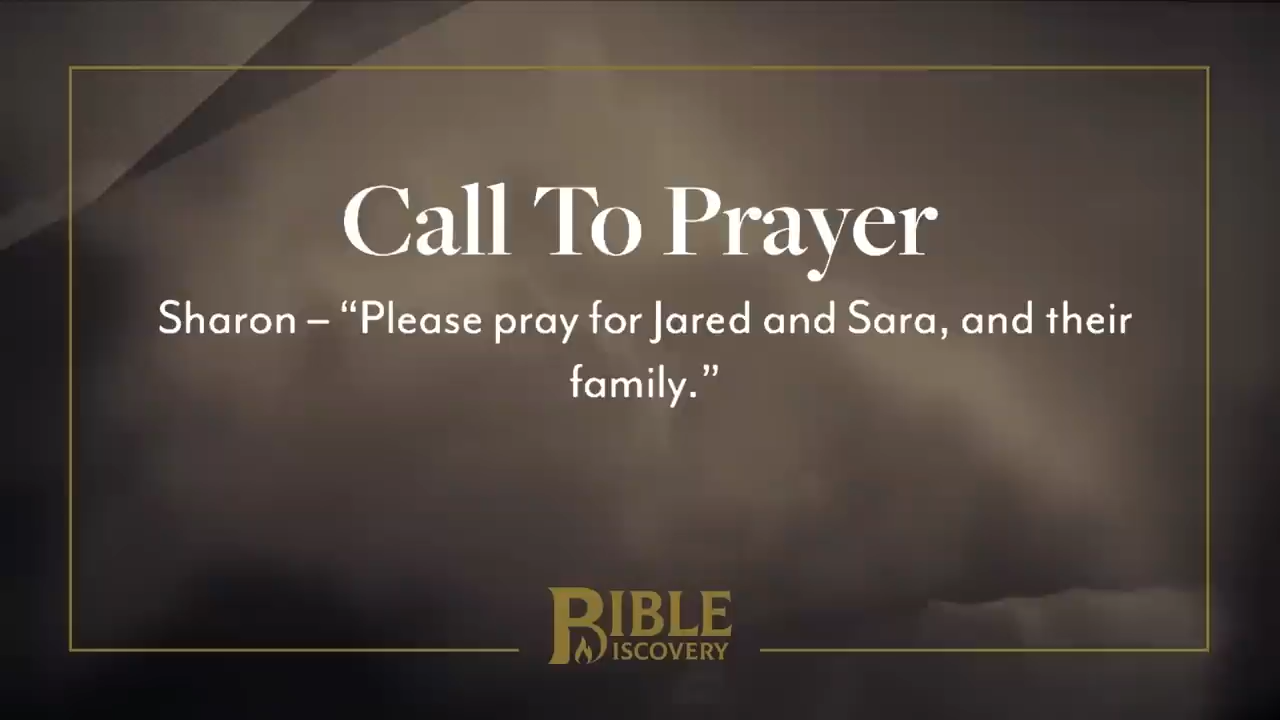 Call To Prayer
Sharon – “Please pray for Jared and Sara, and their
family.”
BIBLE
DISCOVERY